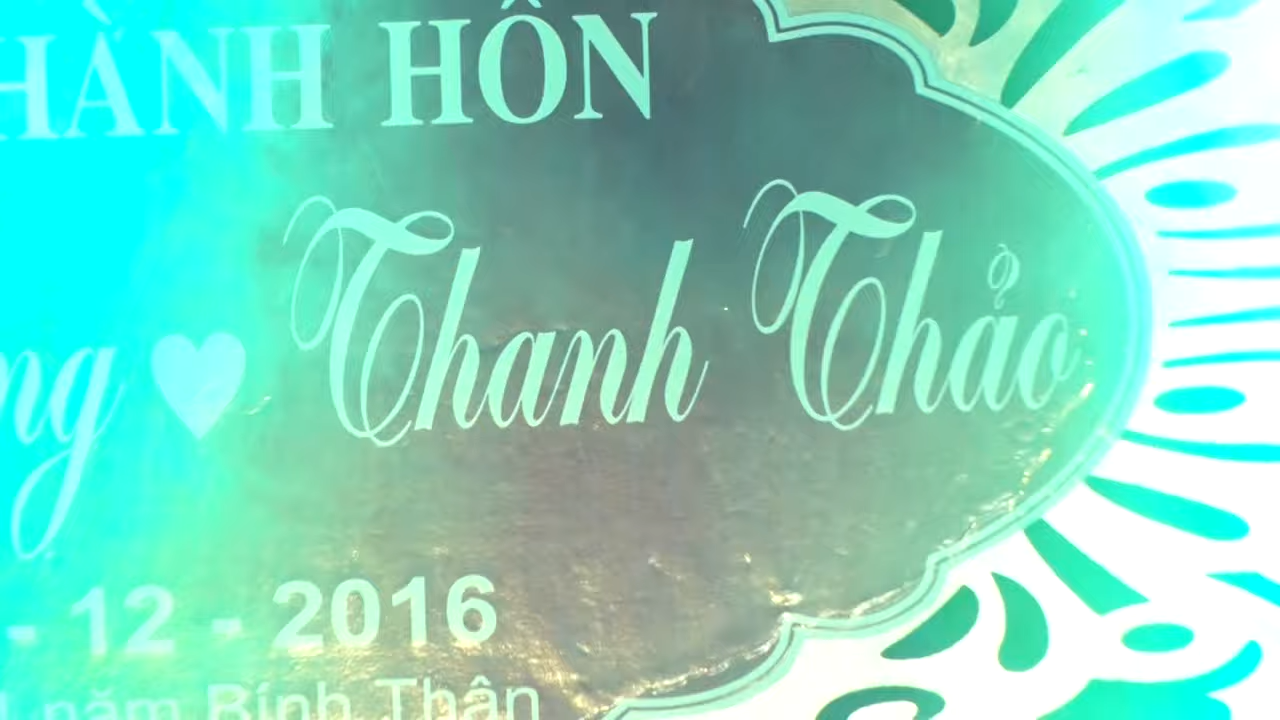 HÀNH HÔN
ng Thanh Thảo
- 12 - 2016
năm Bính Thân